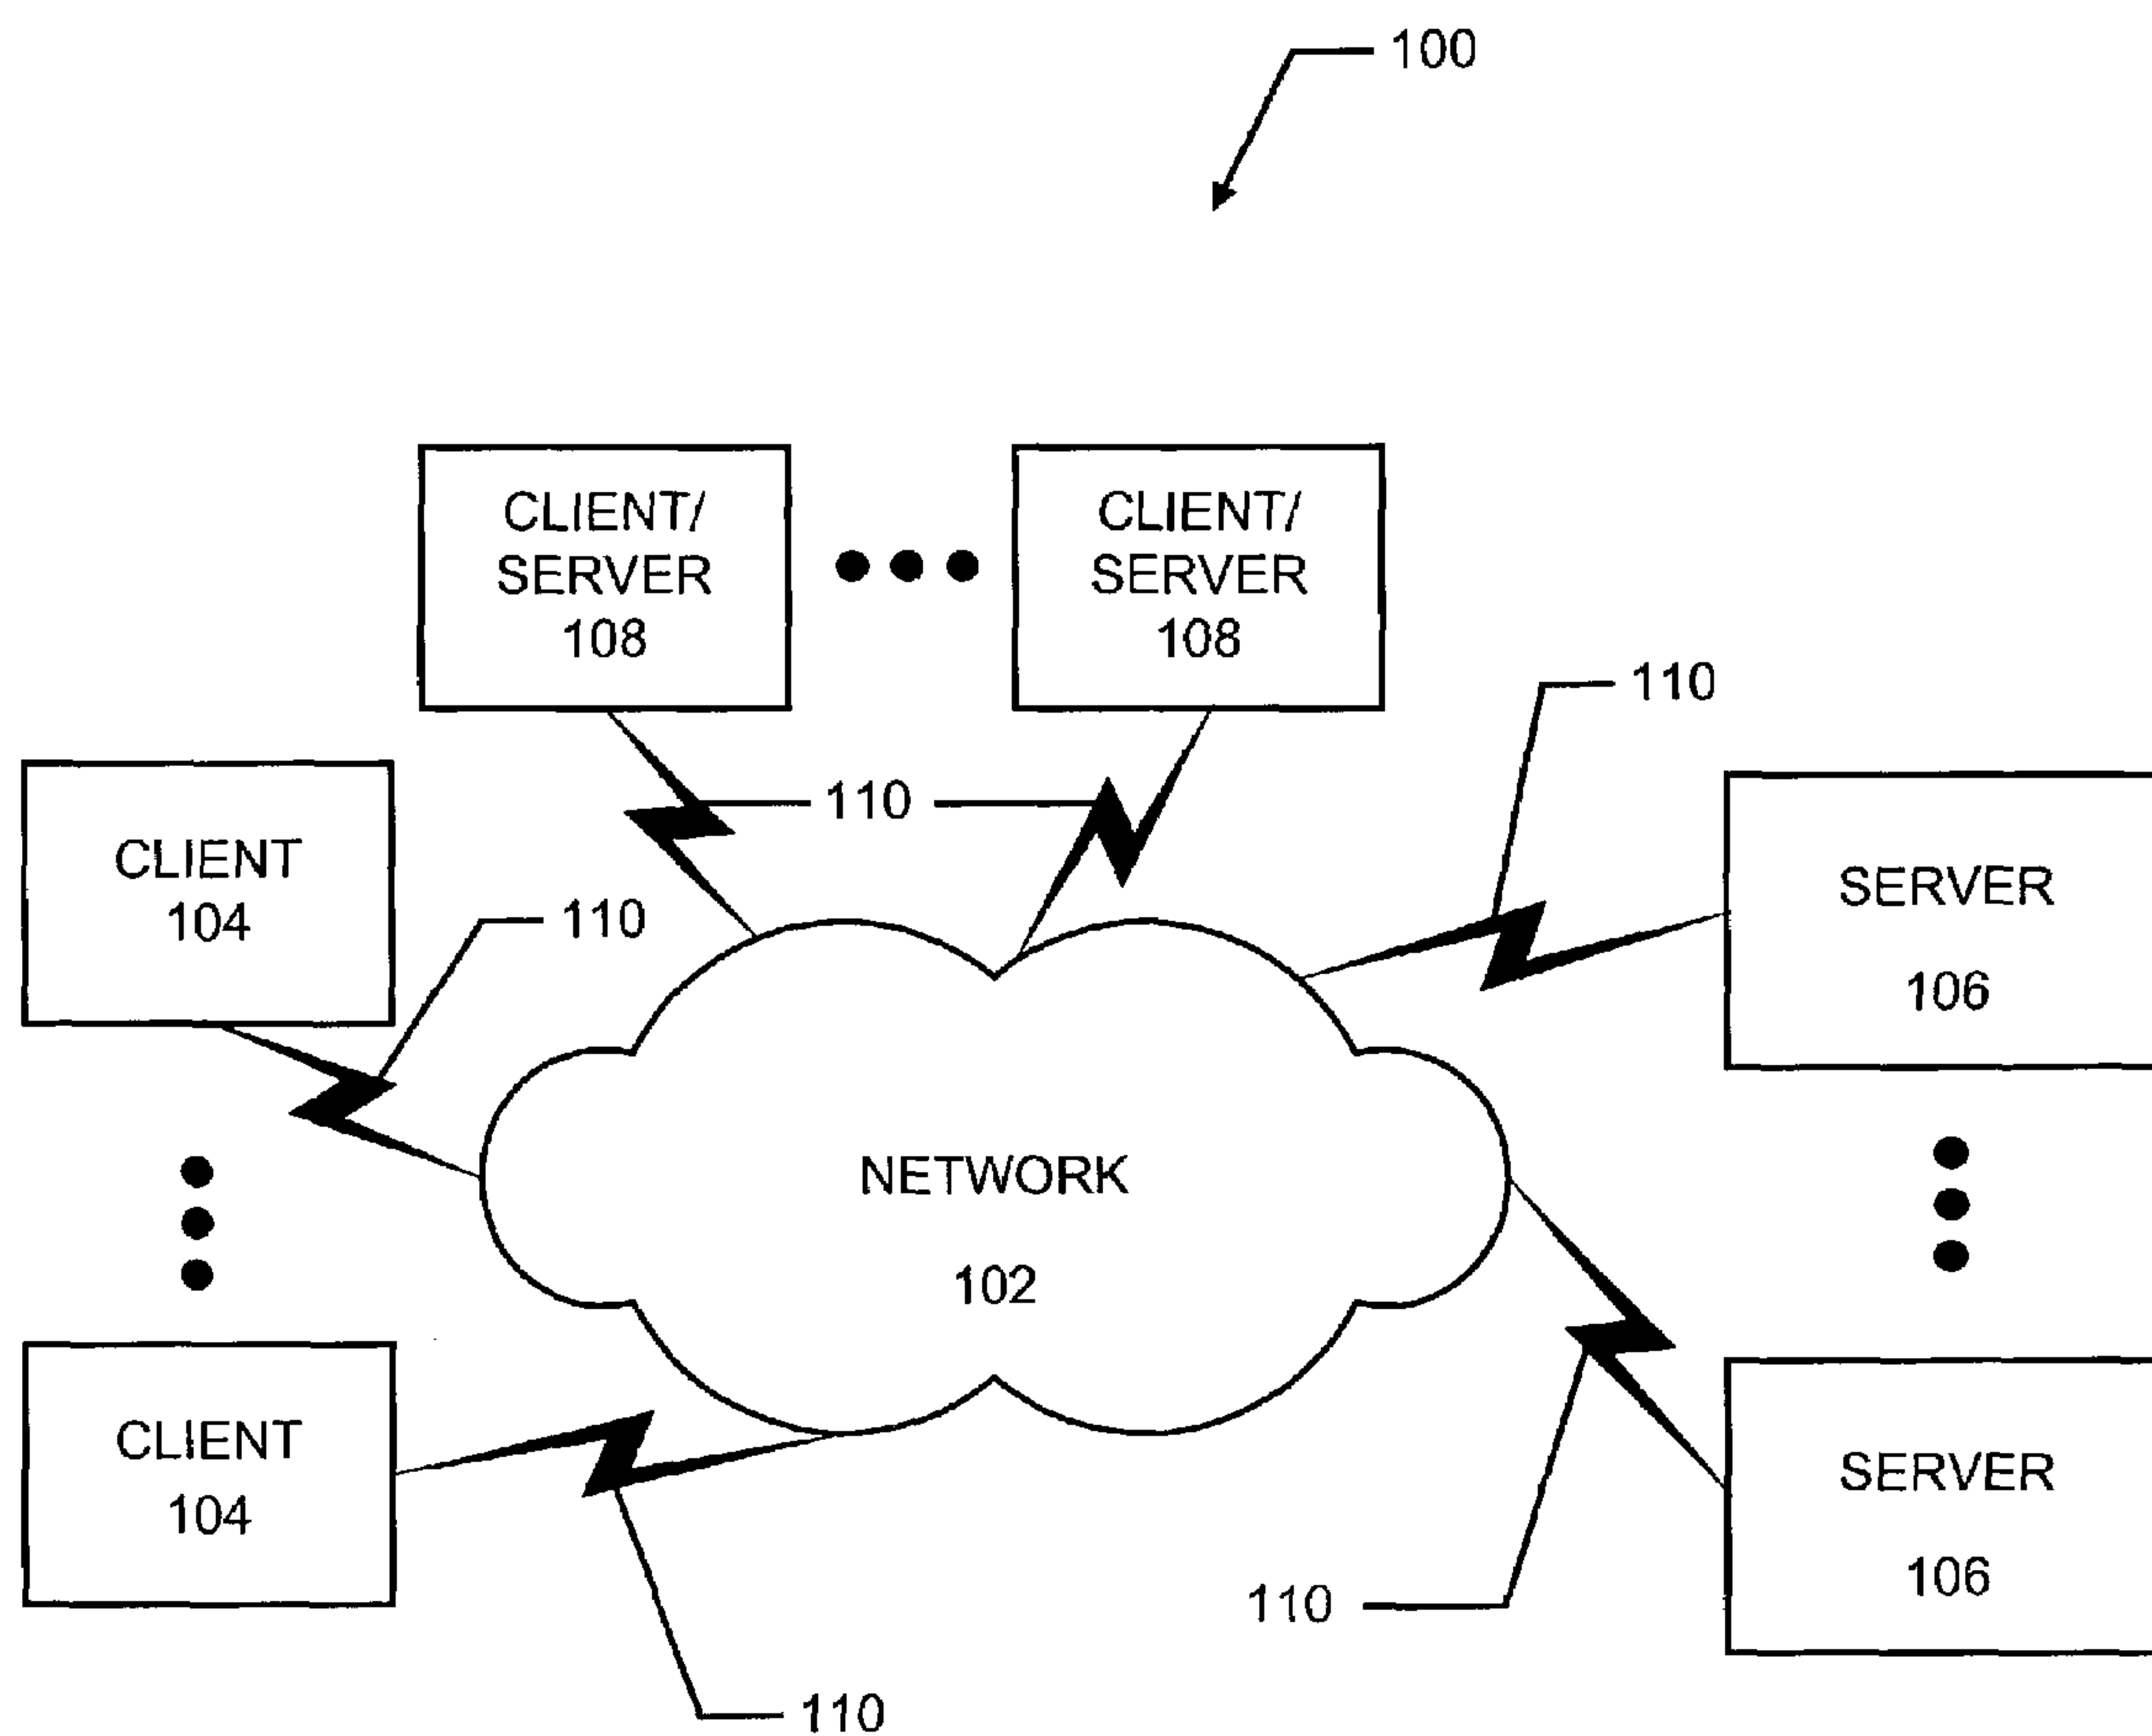 100
CLIENT/
SERVER
108
CLIENT/
SERVER
108
110
110
CLIENT
104
110
SERVER
106
NETWORK
102
CLIENT
104
SERVER
106
110
110